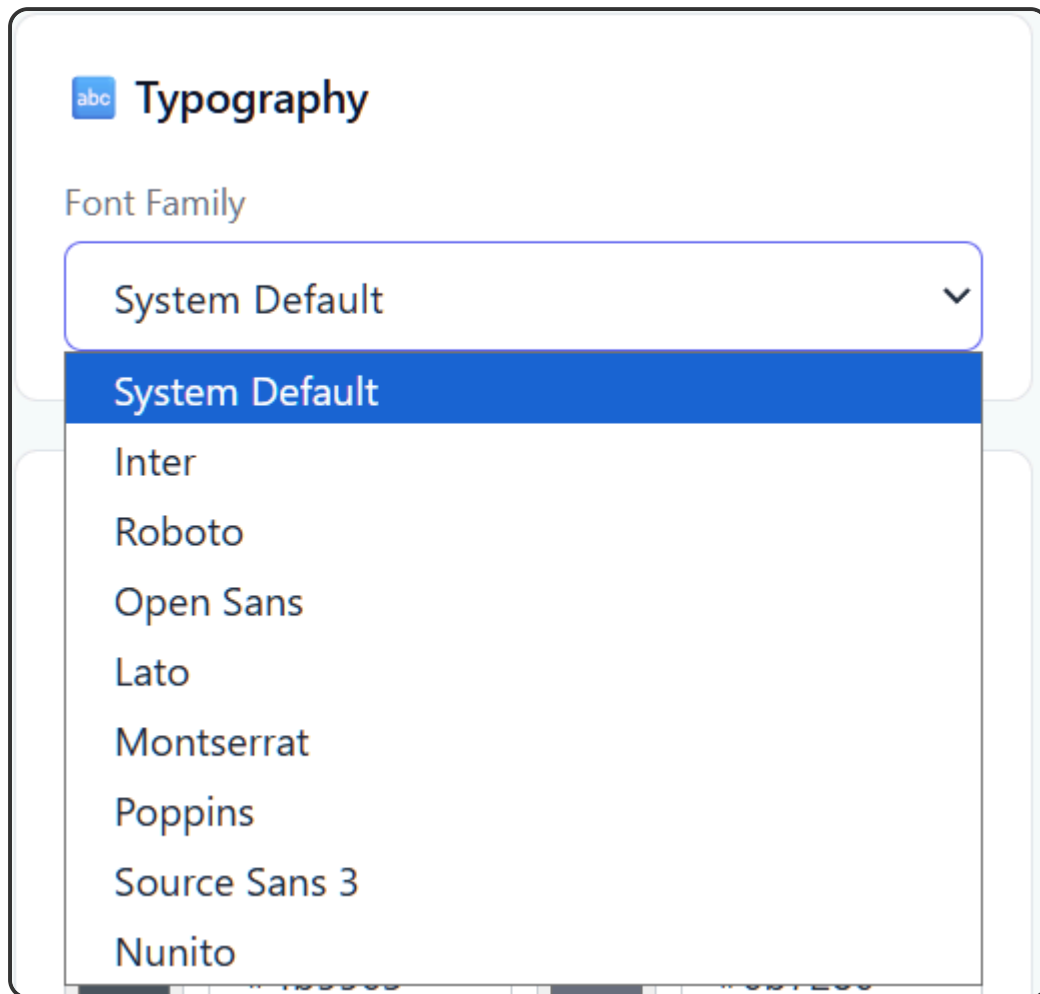 abc Typography
Font Family
System Default
System Default
Inter
Roboto
Open Sans
Lato
Montserrat
Poppins
Source Sans 3
Nunito